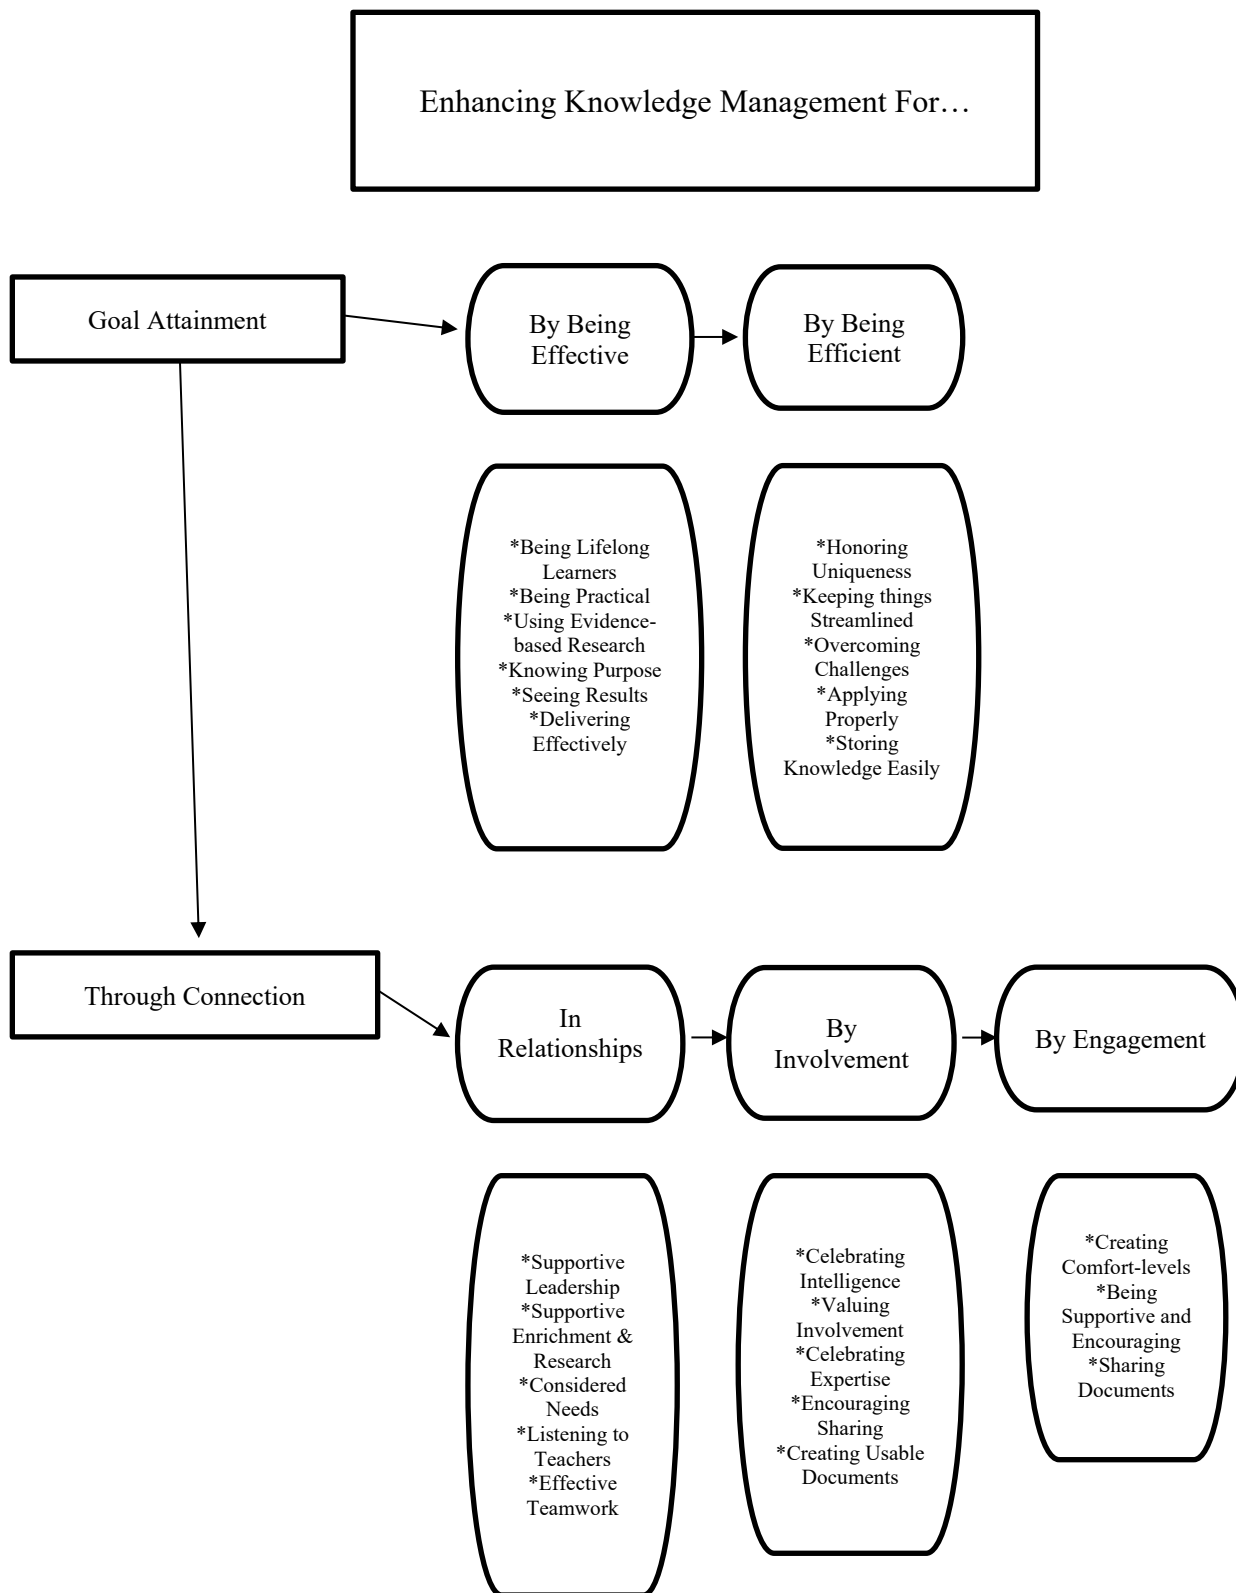 Enhancing Knowledge Management For…
Goal Attainment
By Being
Effective
By Being
Efficient
*Being Lifelong
Learners
*Being Practical
*Using Evidence-
based Research
*Knowing Purpose
*Seeing Results
*Delivering
Effectively
*Honoring
Uniqueness
*Keeping things
Streamlined
*Overcoming
Challenges
*Applying
Properly
*Storing
Knowledge Easily
Through Connection
In
Relationships
By
Involvement
By Engagement
*Supportive
Leadership
*Supportive
Enrichment &
Research
*Considered
Needs
*Listening to
Teachers
*Effective
Teamwork
*Celebrating
Intelligence
*Valuing
Involvement
*Celebrating
Expertise
*Encouraging
Sharing
*Creating Usable
Documents
*Creating
Comfort-levels
*Being
Supportive and
Encouraging
*Sharing
Documents